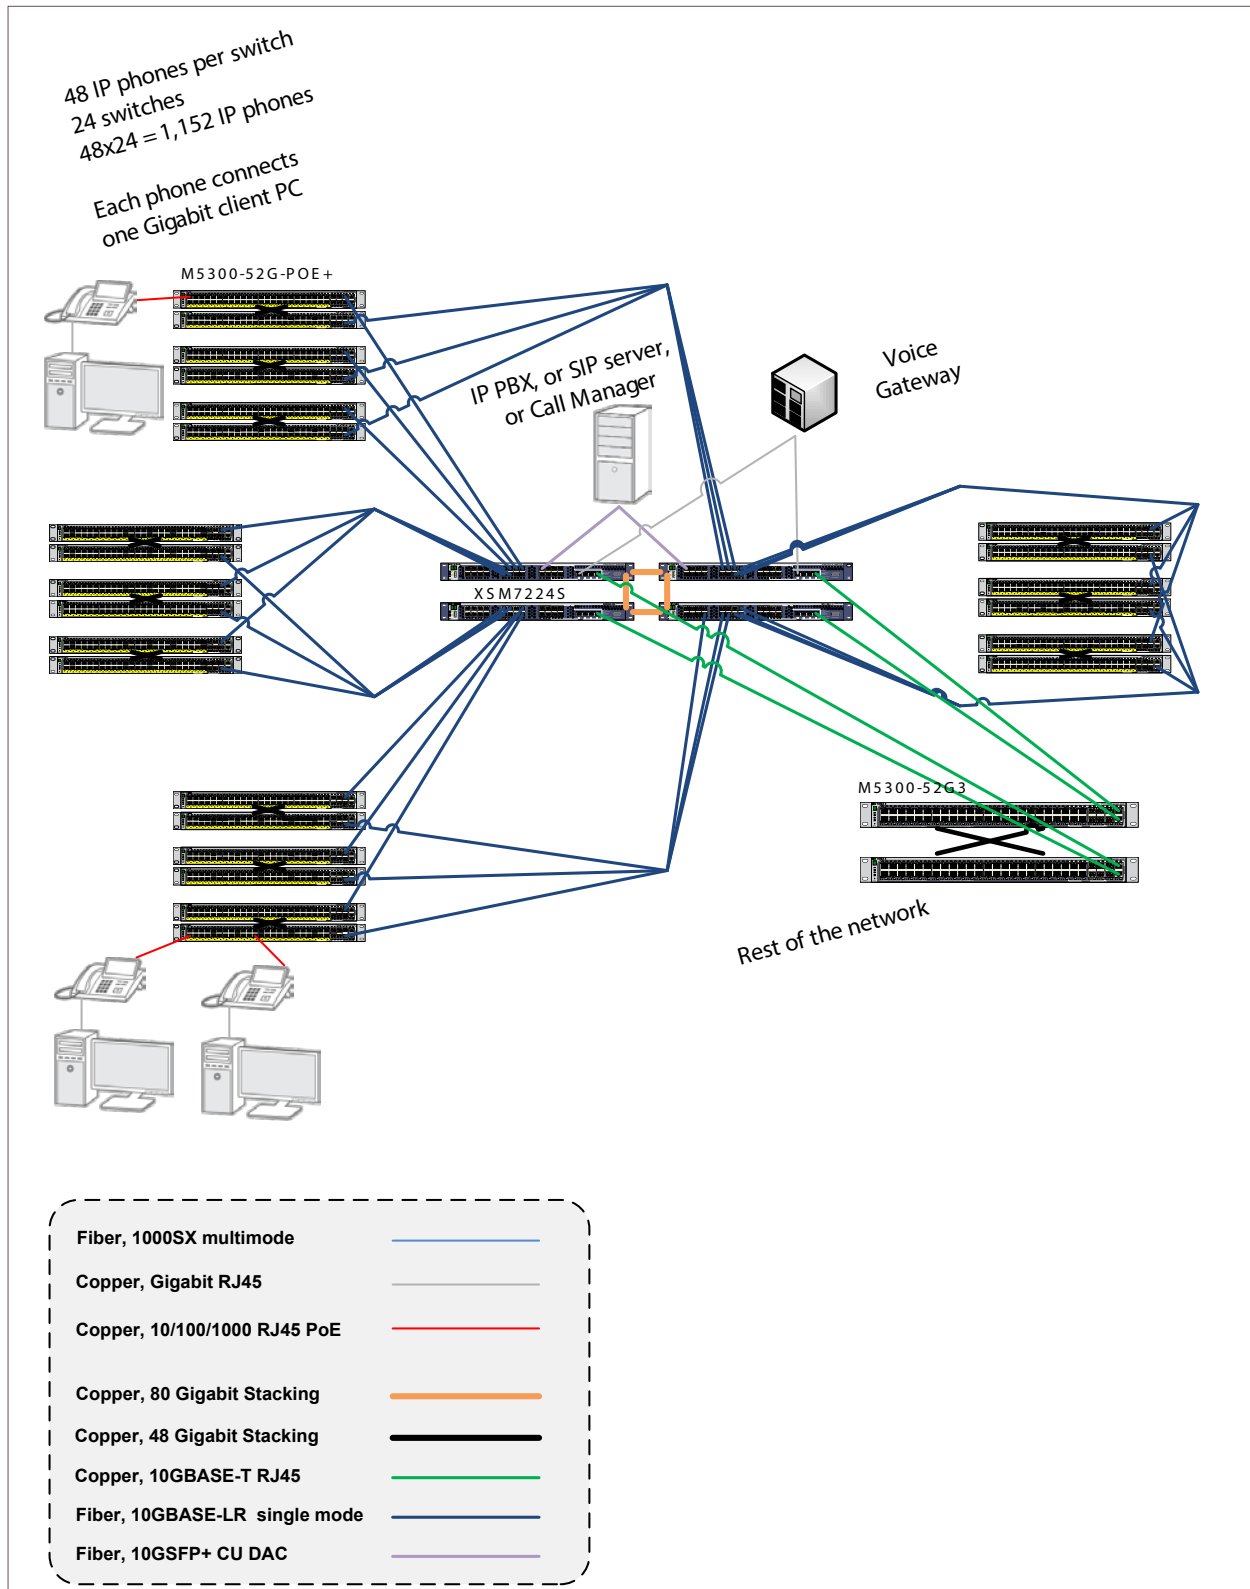 48 IP phones per switch
24 switches
48x24 = 1,152 IP phones
Each phone connects
one Gigabit client PC
M5300-52G-POE+
IP PBX, or SIP server,
or Call Manager
Voice
Gateway
XSM7224S
M5300-52G3
Rest of the network
Fiber, 1000SX multimode
Copper, Gigabit RJ45
Copper, 10/100/1000 RJ45 PoE
Copper, 80 Gigabit Stacking
Copper, 48 Gigabit Stacking
Copper, 10GBASE-T RJ45
Fiber, 10GBASE-LR single mode
Fiber, 10GSFP+ CU DAC